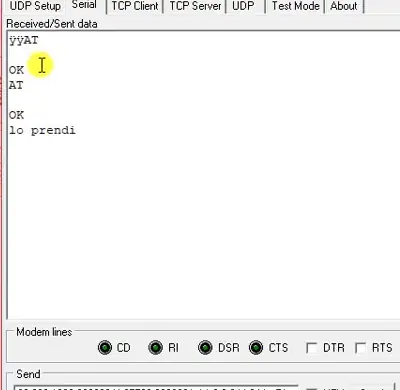 UDP Setup Serial TCP Client TCP Server UDP Test Mode About
Received/Sent data
ÿÿAT
OK
AT
OK
lo prendi
Modem lines
CD RI DSR CTS DTR RTS
Send